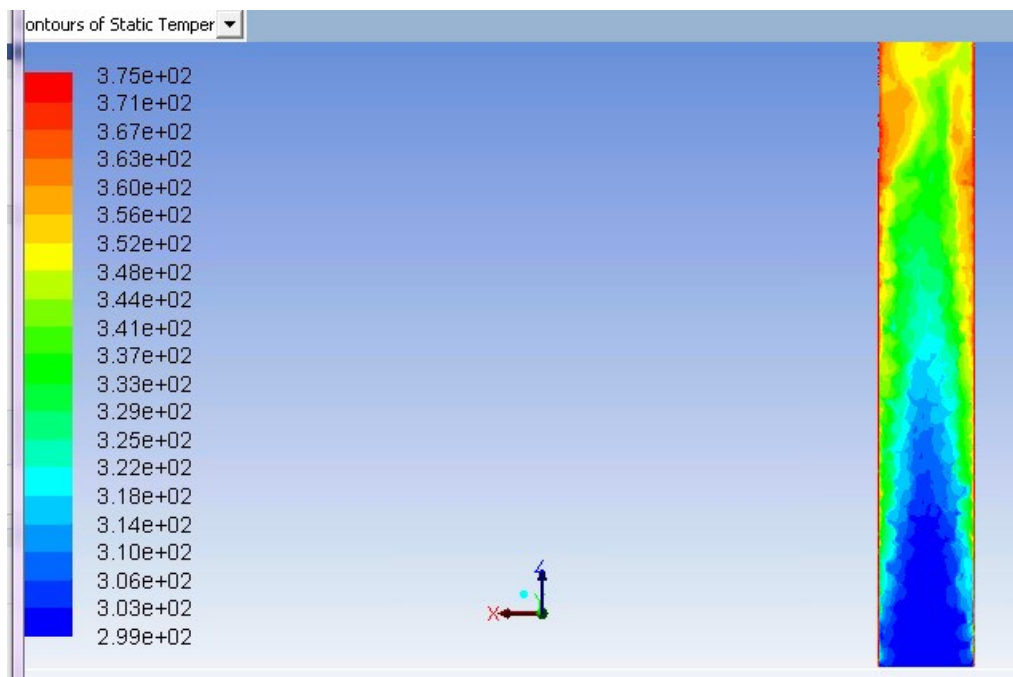 ontours of Static Temper
3.75e+02
3.71e+02
3.67e+02
3.63e+02
3.60e+02
3.56e+02
3.52e+02
3.48e+02
3.44e+02
3.41e+02
3.37e+02
3.33e+02
3.29e+02
3.25e+02
3.22e+02
3.18e+02
3.14e+02
3.10e+02
3.06e+02
3.03e+02
2.99e+02
Z
Y
X